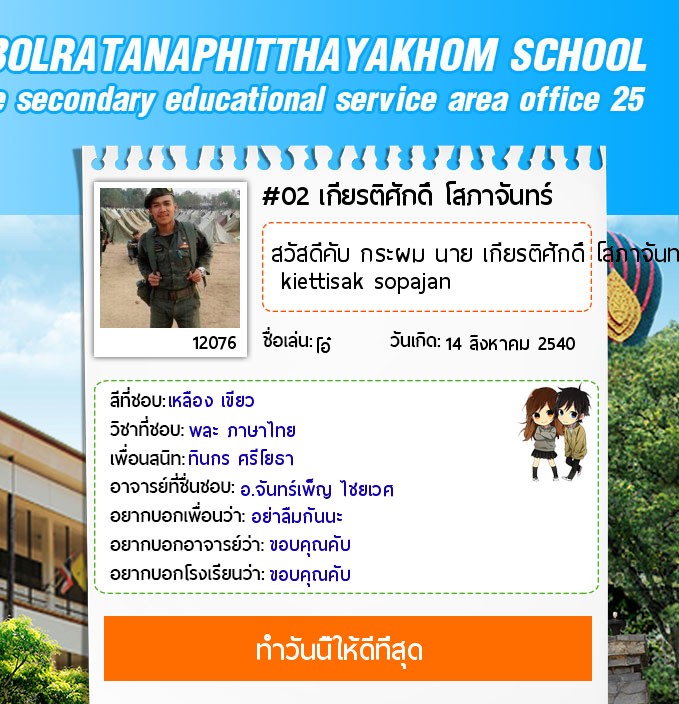 BOLRATANAPHITTHAYAKHOM SCHOOL
e secondary educational service area office 25
#02 เกียรติศักดิ์ โสภาจันทร์
สวัสดีคับ กระผม นาย เกียรติศักดิ์ โสภาจัน
kiettisak sopajan
12076
ชื่อเล่น: โอ๋ วันเกิด: 14 สิงหาคม 2540
สีที่ชอบ: เหลือง เขียว
วิชาที่ชอบ: พละ ภาษาไทย
เพื่อนสนิท: ทินกร ศรีโยธา
อาจารย์ที่ชื่นชอบ: อ.จันทร์เพ็ญ ไชยเวศ
อยากบอกเพื่อนว่า: อย่าลืมกันนะ
อยากบอกอาจารย์ว่า: ขอบคุณคับ
อยากบอกโรงเรียนว่า: ขอบคุณคับ
ทำวันนี้ให้ดีที่สุด